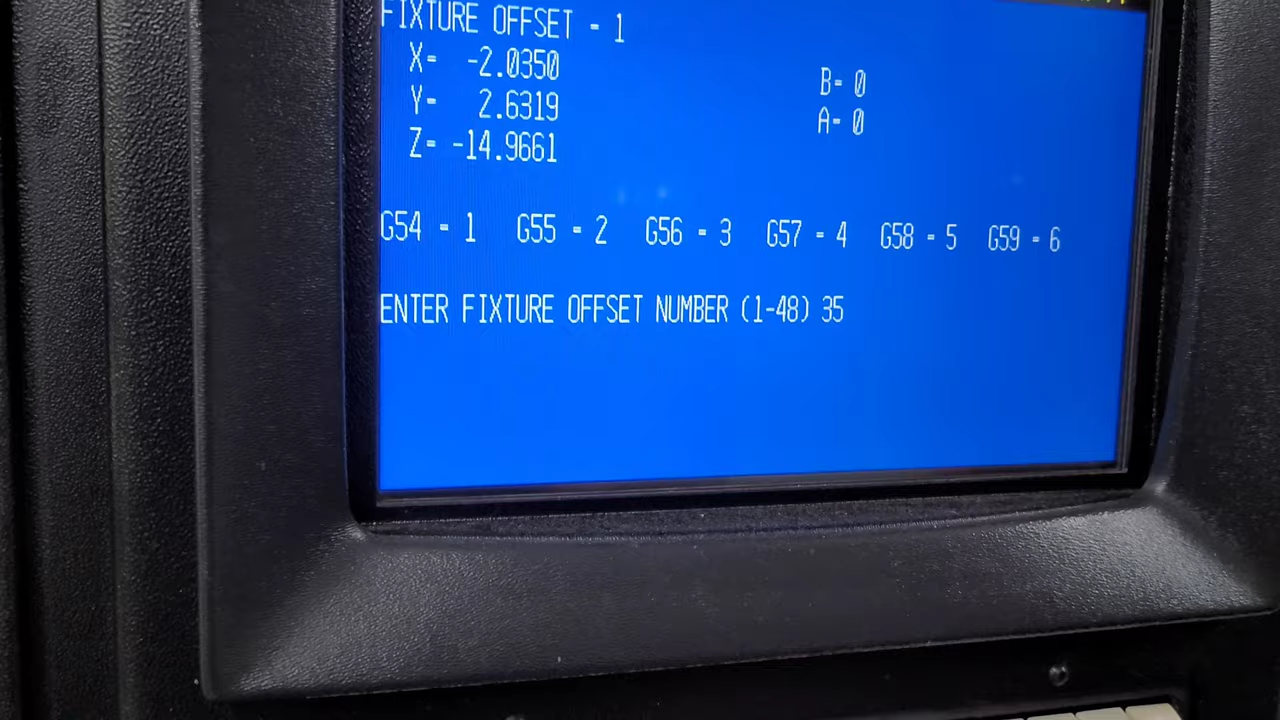 FIXTURE OFFSET - 1
X= -2.0350
B= 0
Y= 2.6319
A= 0
Z= -14.9661
G54 - 1 G55 - 2 G56 - 3 G57 - 4 G58 - 5 G59 - 6
ENTER FIXTURE OFFSET NUMBER (1-48) 35